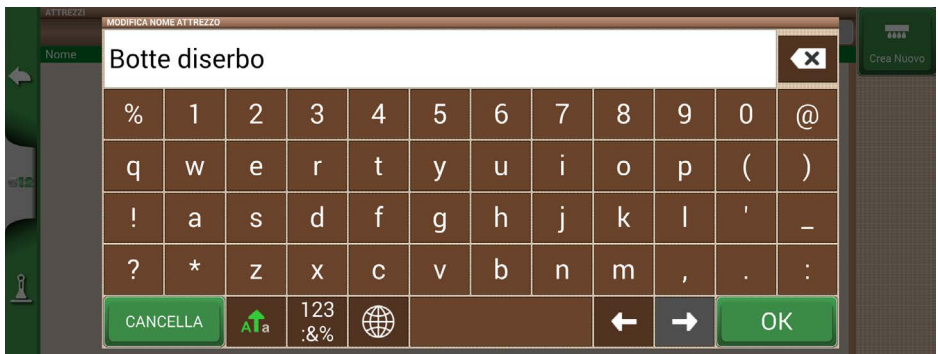 ATTREZZI
MODIFICA NOME ATTREZZO
Nome
Botte diserbo
Crea Nuovo
% 1 2 3 4 5 6 7 8 9 0 @
q w e r t y u i o p ( )
! a s d f g h j k l ' _
? * z x c v b n m , . :
CANCELLA
ATa
123
:&%
OK